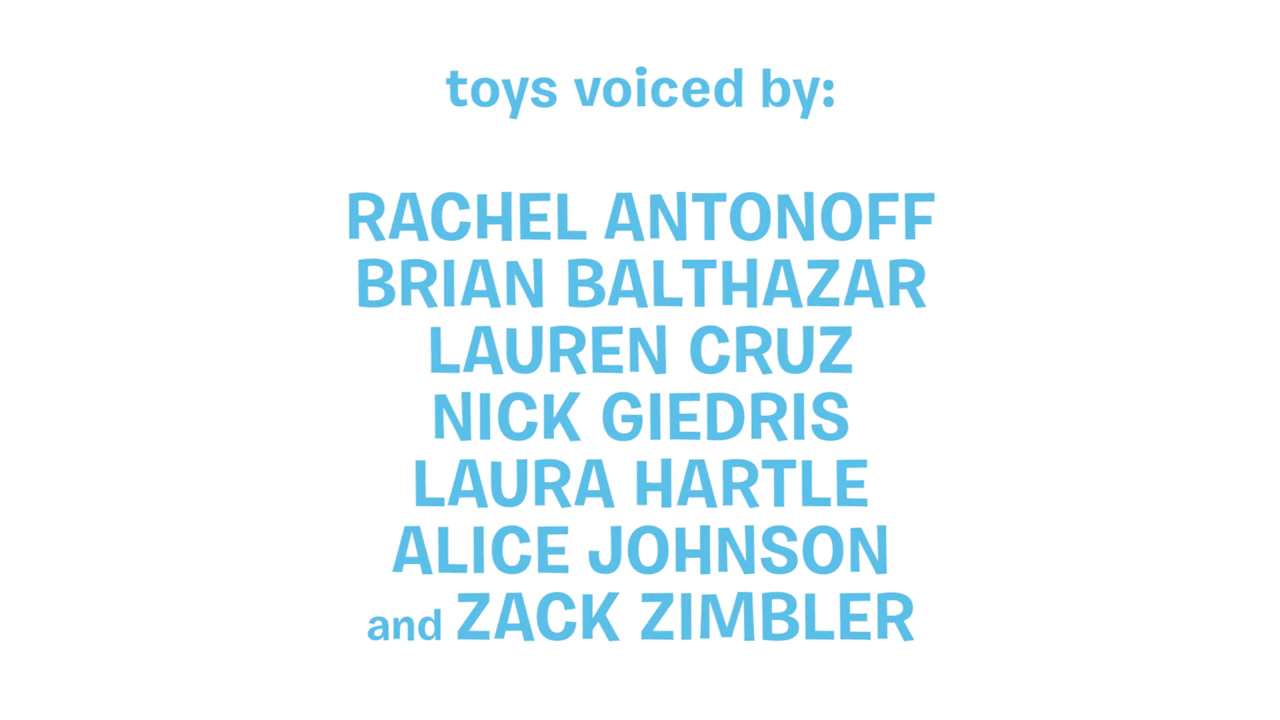 toys voiced by:
RACHEL ANTONOFF
BRIAN BALTHAZAR
LAUREN CRUZ
NICK GIEDRIS
LAURA HARTLE
ALICE JOHNSON
and ZACK ZIMBLER